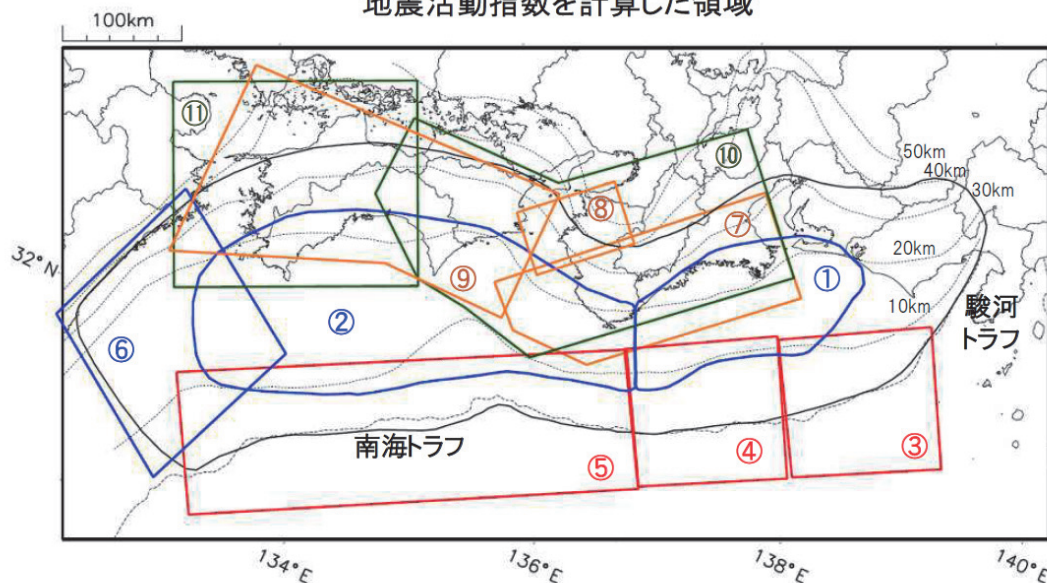 地震活動指数を計算した領域
100km
⑪
⑩
50km
40km
30km
⑧
⑦
32°N
20km
⑨
①
10km
駿河
トラフ
②
⑥
南海トラフ
⑤
④
③
134°E
136°E
138°E
140°E